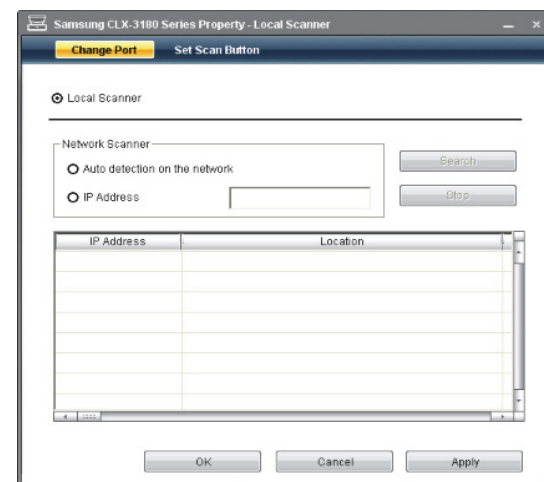 Samsung CLX-3180 Series Property - Local Scanner
Change Port Set Scan Button
Local Scanner
Network Scanner
Auto detection on the network
Search
IP Address
Stop
IP Address Location
OK Cancel Apply